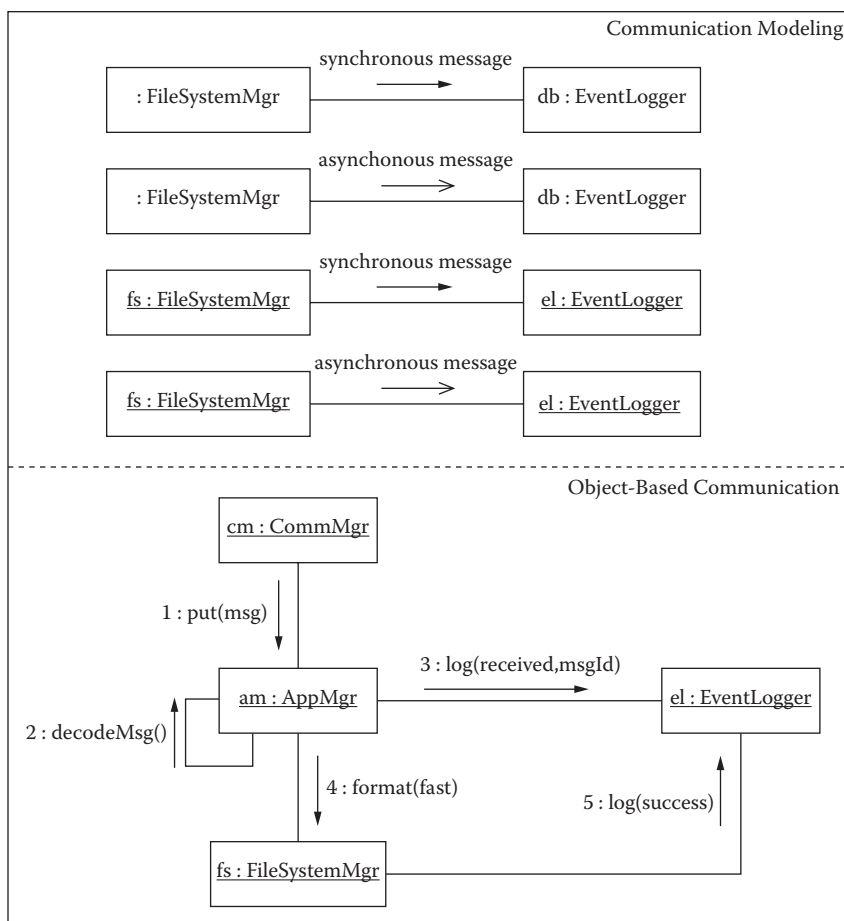 Communication Modeling
synchronous message
: FileSystemMgr
db : EventLogger
asynchonous message
: FileSystemMgr
db : EventLogger
synchronous message
fs : FileSystemMgr
el : EventLogger
asynchronous message
fs : FileSystemMgr
el : EventLogger
Object-Based Communication
cm : CommMgr
1 : put(msg)
3 : log(received,msgId)
am : AppMgr
el : EventLogger
2 : decodeMsg()
4 : format(fast)
5 : log(success)
fs : FileSystemMgr